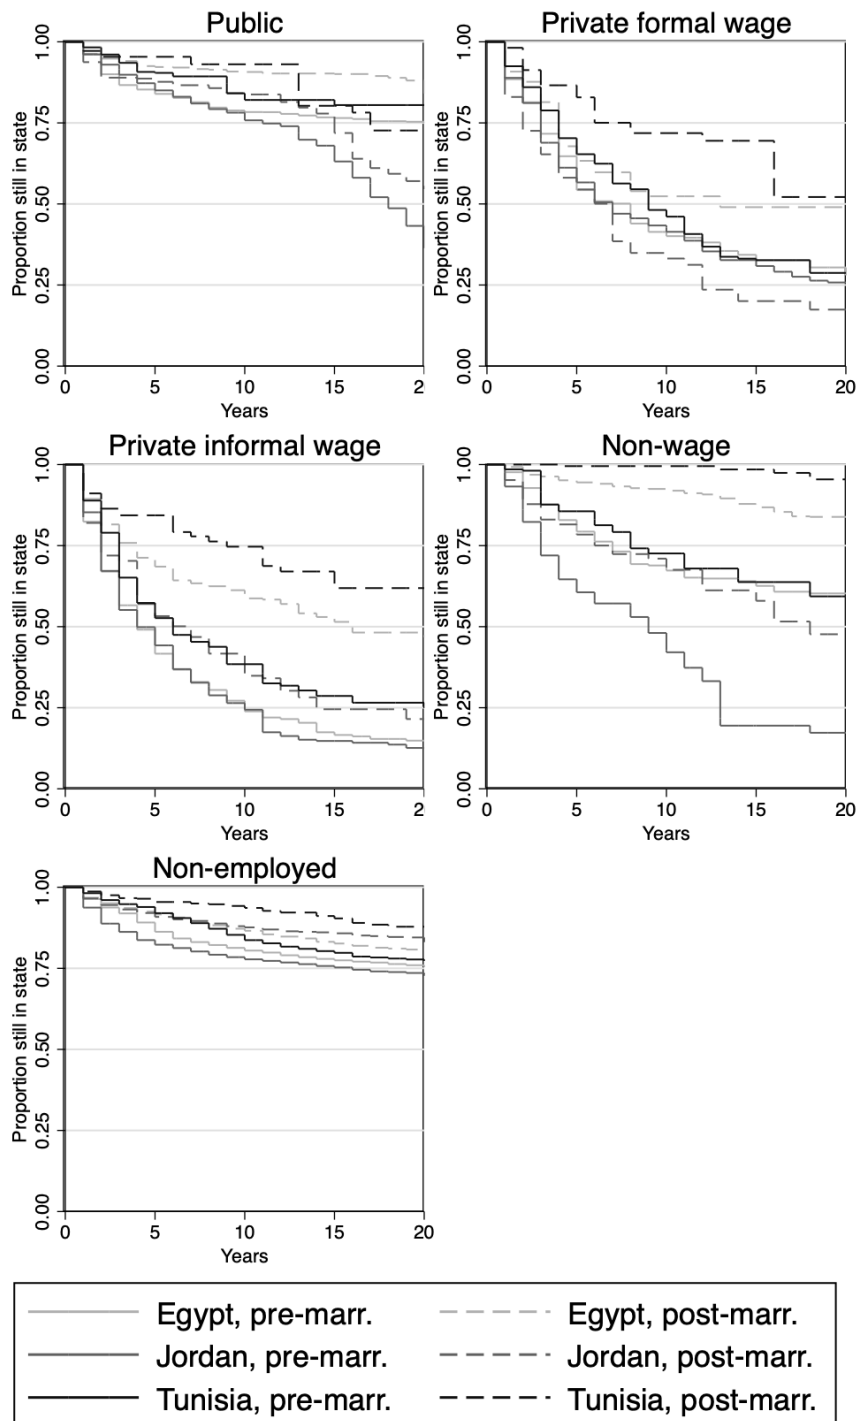 Public
Private formal wage
Proportion still in state
0.00 0.25 0.50 0.75 1.00
0 5 10 15 2
Years
Proportion still in state
0.00 0.25 0.50 0.75 1.00
0 5 10 15 20
Years
Private informal wage
Non-wage
Proportion still in state
0.00 0.25 0.50 0.75 1.00
0 5 10 15 20
Years
Proportion still in state
0.00 0.25 0.50 0.75 1.00
0 5 10 15 20
Years
Non-employed
Proportion still in state
0.00 0.25 0.50 0.75 1.00
0 5 10 15 20
Years
Egypt, pre-marr.
Egypt, post-marr.
Jordan, pre-marr.
Jordan, post-marr.
Tunisia, pre-marr.
Tunisia, post-marr.